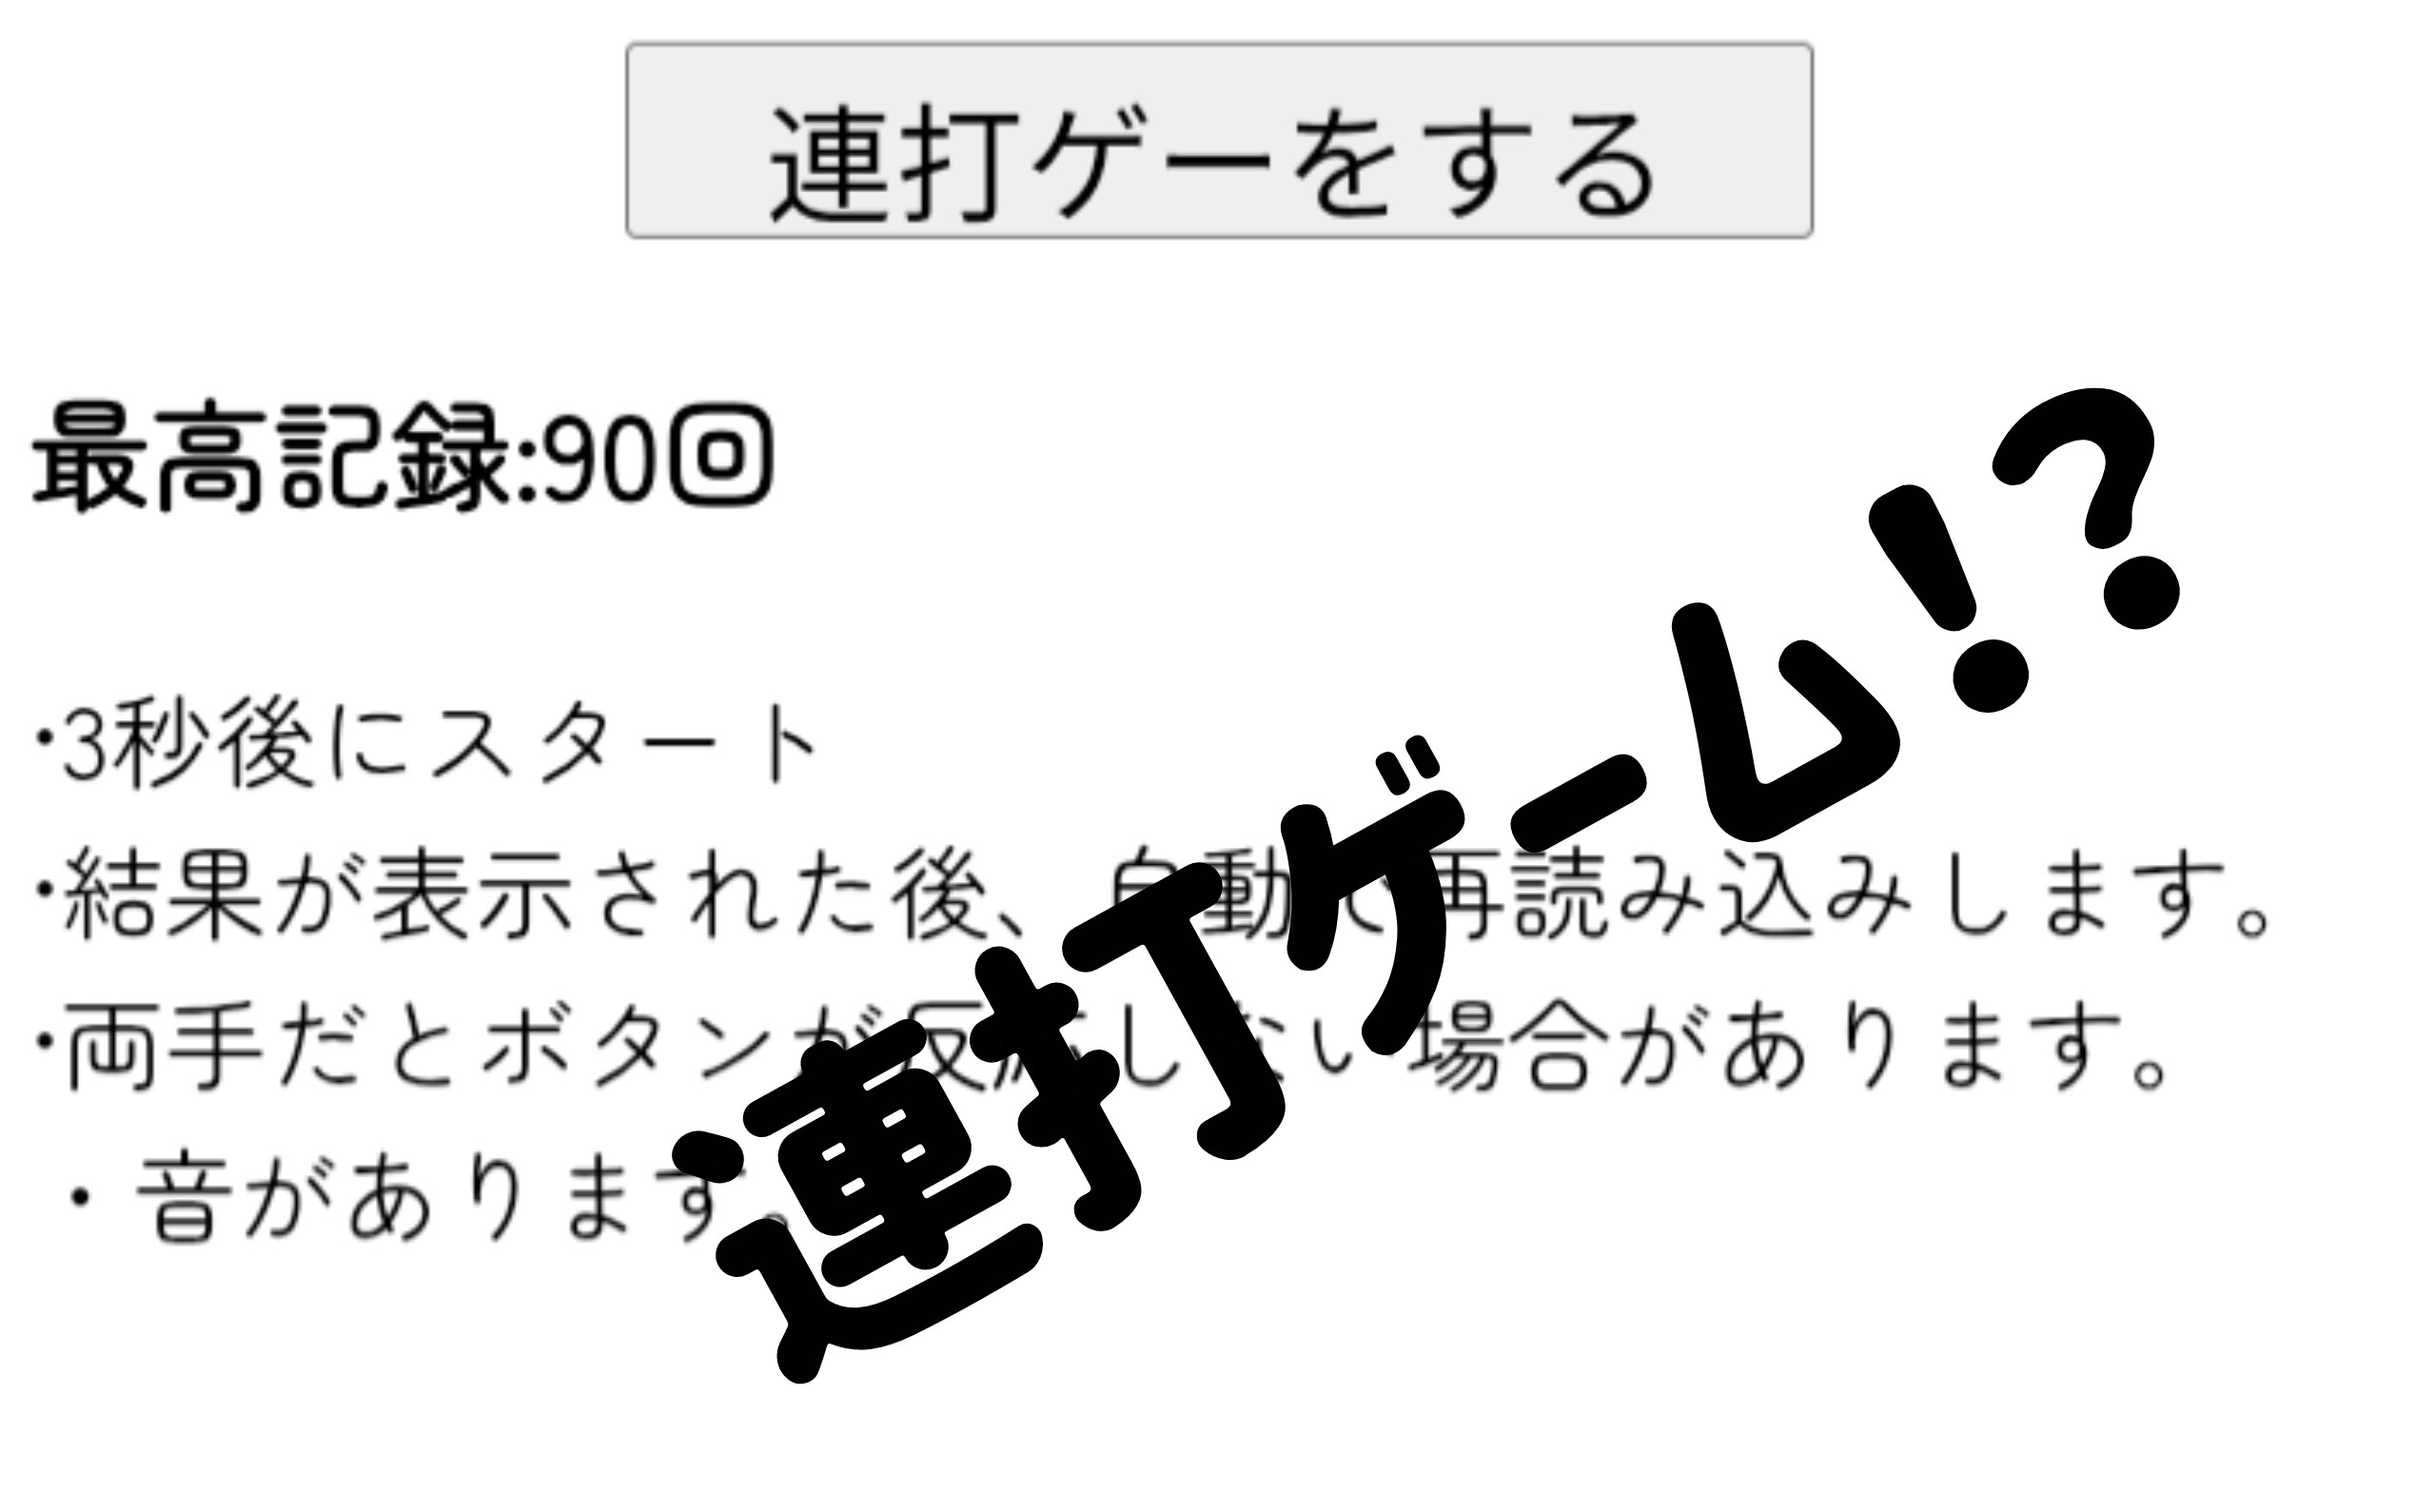 連打ゲーをする
最高記録:90回
・3秒後にスタート
・結果が表示された後、自動で再読み込みします。
・両手だとボタンが反応しない場合があります。
・音があります。
連打ゲーム!?